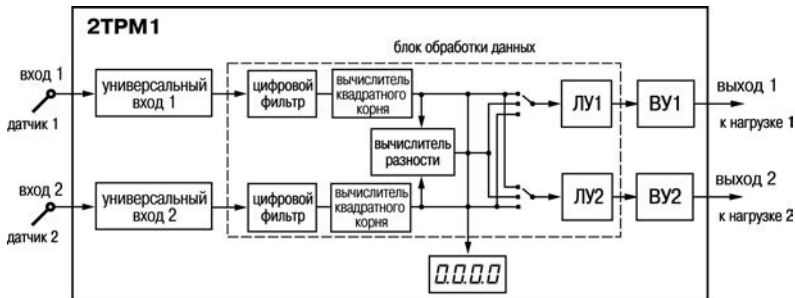 2ТРМ1
блок обработки данных
вход 1
датчик 1
универсальный
вход 1
цифровой
фильтр
вычислитель
квадратного
корня
ЛУ1
ВУ1
выход 1
к нагрузке 1
вычислитель
разности
вход 2
датчик 2
универсальный
вход 2
цифровой
фильтр
вычислитель
квадратного
корня
ЛУ2
ВУ2
выход 2
к нагрузке 2
0.0.0.0